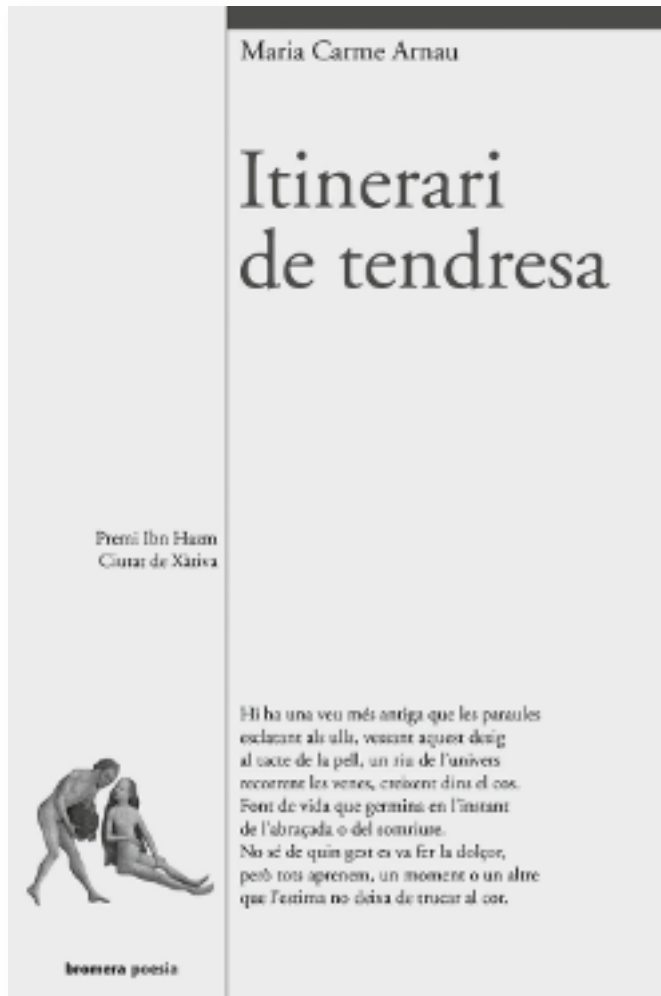 Maria Carme Arnau
Itinerari
de tendresa
Premi Ibn Hazm
Ciutat de Xàtiva
Hi ha una veu més antiga que les paraules
esclatant als ulls, vessant aquest desig
al tacte de la pell, un riu de l'univers
recorrent les venes, creixent dins el cos.
Font de vida que germina en l'instant
de l'abraçada o del somriure.
No sé de quin gest es va fer la dolçor,
però tots aprenem, un moment o un altre
que l'estima no deixa de trucar al cor.
bromera poesia